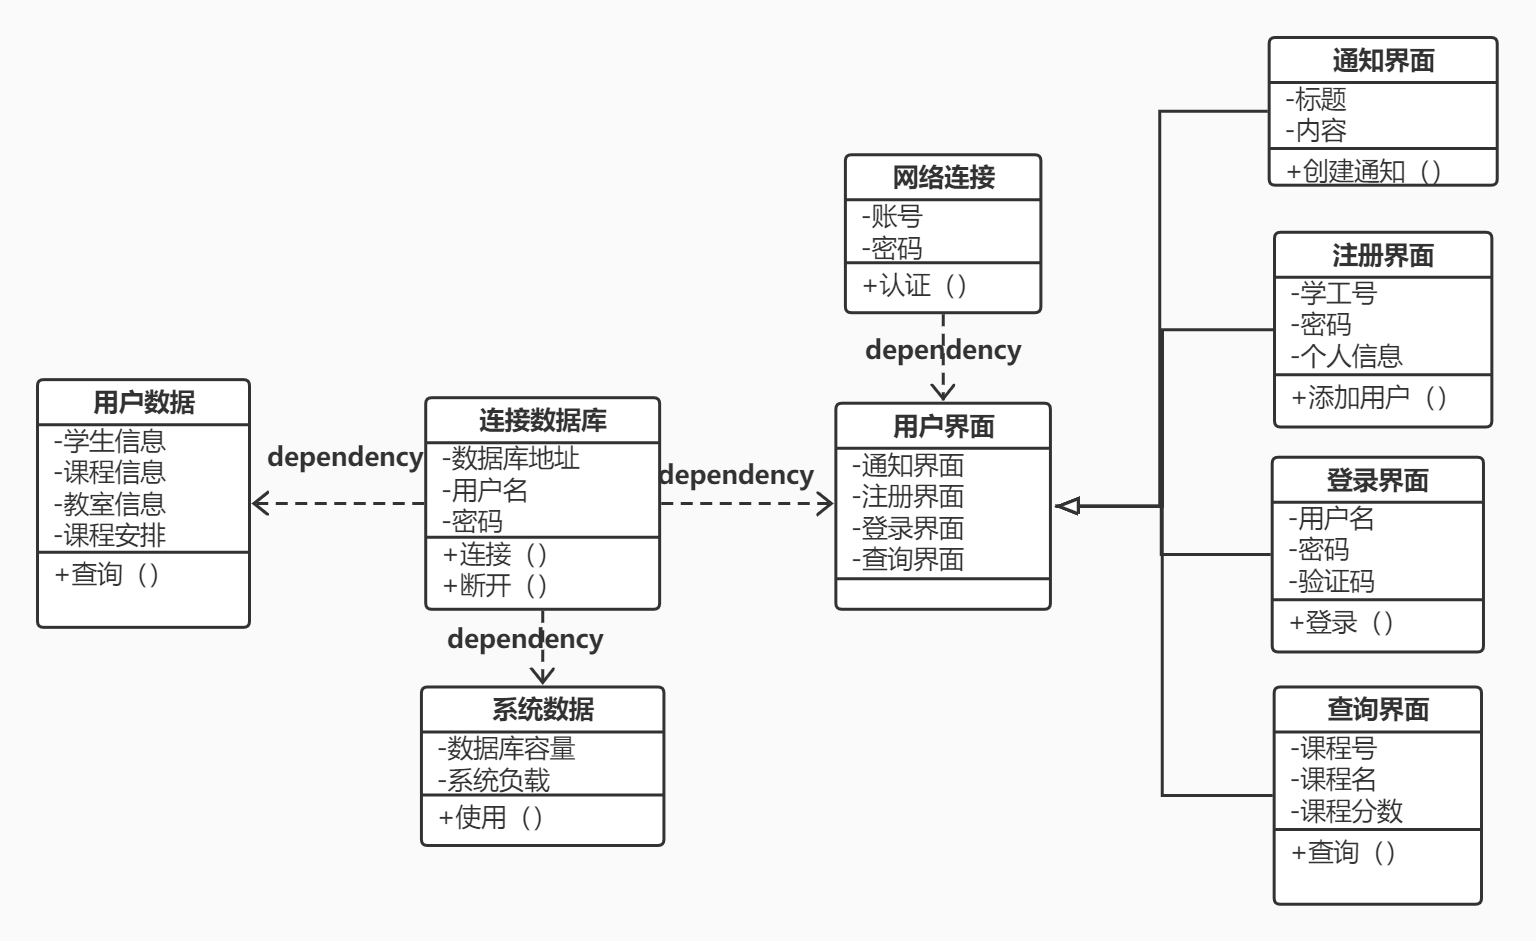 通知界面
-标题
-内容
+创建通知（）
网络连接
-账号
-密码
+认证（）
dependency
注册界面
-学工号
-密码
-个人信息
+添加用户（）
用户数据
-学生信息
-课程信息
-教室信息
-课程安排
+查询（）
dependency
连接数据库
-数据库地址
-用户名
-密码
+连接（）
+断开（）
dependency
用户界面
-通知界面
-注册界面
-登录界面
-查询界面
登录界面
-用户名
-密码
-验证码
+登录（）
dependency
系统数据
-数据库容量
-系统负载
+使用（）
查询界面
-课程号
-课程名
-课程分数
+查询（）